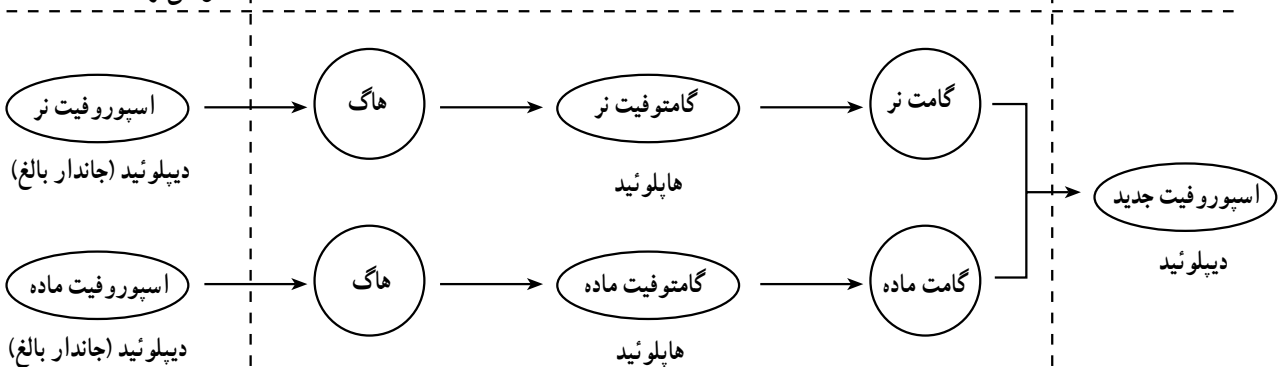 اسپوروفیت نر
هاگ
گامتوفیت نر
گامت نر
دیپلوئید (جاندار بالغ)
هاپلوئید
اسپوروفیت جدید
دیپلوئید
اسپوروفیت ماده
هاگ
گامتوفیت ماده
گامت ماده
دیپلوئید (جاندار بالغ)
هاپلوئید